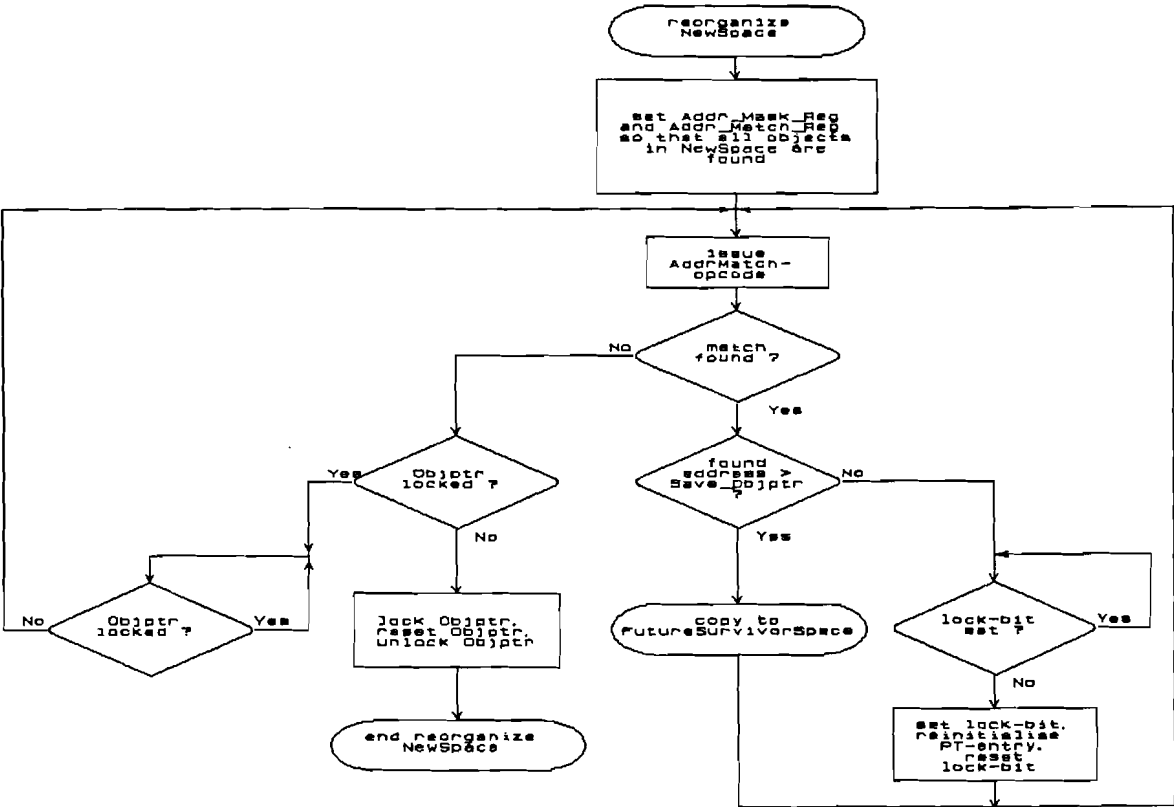 reorganize
NewSpace
set Addr_Mask_Reg
and Addr_Match_Reg
so that all objects
in NewSpace are
found
issue
AddrMatch-
opcode
match
found ?
No
Yes
Objptr
locked ?
Yes
No
found
address >
Save_Objptr
?
No
Yes
Objptr
locked ?
No
Yes
lock Objptr,
reset Objptr,
unlock Objptr
copy to
FutureSurvivorSpace
lock-bit
set ?
Yes
No
end reorganize
NewSpace
set lock-bit,
reinitialise
PT-entry,
reset
lock-bit